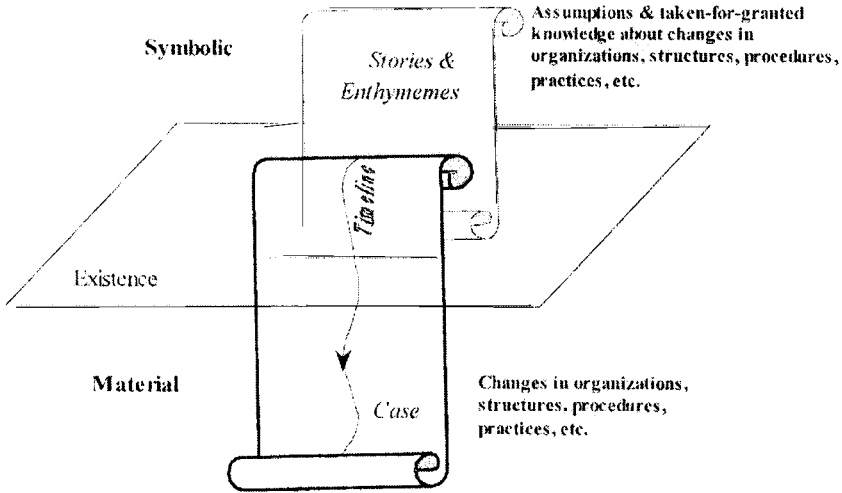 Symbolic
Stories &
Enthymemes
Assumptions & taken-for-granted
knowledge about changes in
organizations, structures, procedures,
practices, etc.
Timeline
Existence
Material
Case
Changes in organizations,
structures, procedures,
practices, etc.